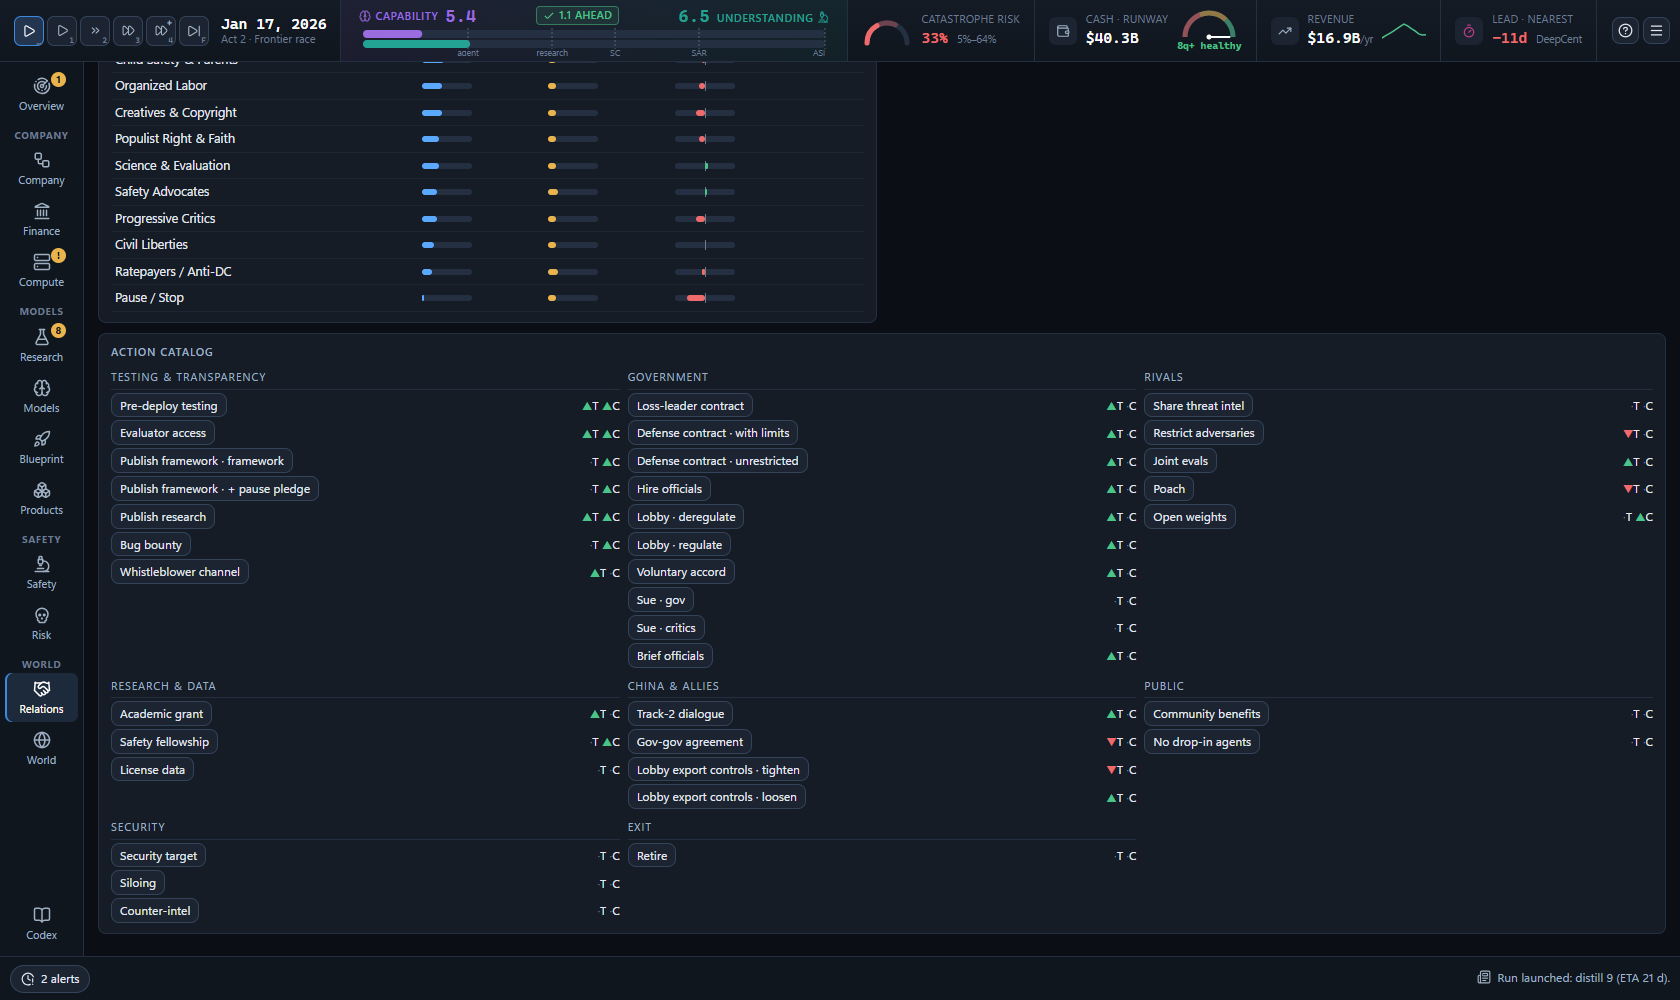 1
2
3
4
F
Jan 17, 2026
Act 2 · Frontier race
CAPABILITY 5.4
1.1 AHEAD
6.5 UNDERSTANDING
agent
research
SC
SAR
ASI
CATASTROPHE RISK
33% 5%–64%
CASH · RUNWAY
$40.3B
8q+ healthy
REVENUE
$16.9B/yr
LEAD · NEAREST
−11d DeepCent
1
Overview
COMPANY
Company
Finance
!
Compute
MODELS
8
Research
Models
Blueprint
Products
SAFETY
Safety
Risk
WORLD
Relations
World
Codex
Child Safety & Parents
Organized Labor
Creatives & Copyright
Populist Right & Faith
Science & Evaluation
Safety Advocates
Progressive Critics
Civil Liberties
Ratepayers / Anti-DC
Pause / Stop
ACTION CATALOG
TESTING & TRANSPARENCY
Pre-deploy testing ▲T ▲C
Evaluator access ▲T ▲C
Publish framework · framework ·T ▲C
Publish framework · + pause pledge ·T ▲C
Publish research ▲T ▲C
Bug bounty ·T ▲C
Whistleblower channel ▲T ·C
GOVERNMENT
Loss-leader contract ▲T ·C
Defense contract · with limits ▲T ·C
Defense contract · unrestricted ▲T ·C
Hire officials ▲T ·C
Lobby · deregulate ▲T ·C
Lobby · regulate ▲T ·C
Voluntary accord ▲T ·C
Sue · gov ·T ·C
Sue · critics ·T ·C
Brief officials ▲T ·C
RIVALS
Share threat intel ·T ·C
Restrict adversaries ▼T ·C
Joint evals ▲T ·C
Poach ▼T ·C
Open weights ·T ▲C
RESEARCH & DATA
Academic grant ▲T ·C
Safety fellowship ·T ▲C
License data ·T ·C
CHINA & ALLIES
Track-2 dialogue ▲T ·C
Gov-gov agreement ▼T ·C
Lobby export controls · tighten ▼T ·C
Lobby export controls · loosen ▲T ·C
PUBLIC
Community benefits ·T ·C
No drop-in agents ·T ·C
SECURITY
Security target ·T ·C
Siloing ·T ·C
Counter-intel ·T ·C
EXIT
Retire ·T ·C
2 alerts
Run launched: distill 9 (ETA 21 d).